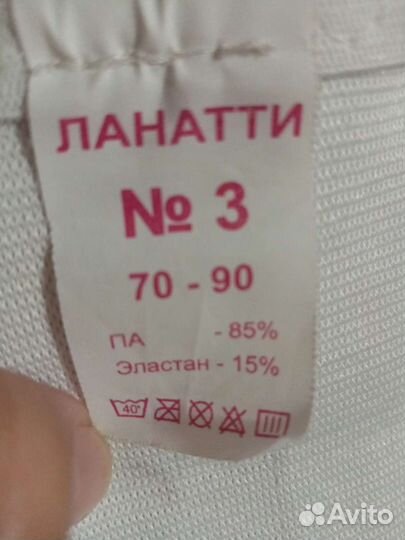 ЛАНАТТИ
№ 3
70 - 90
ПА - 85%
Эластан - 15%
40°
Avito